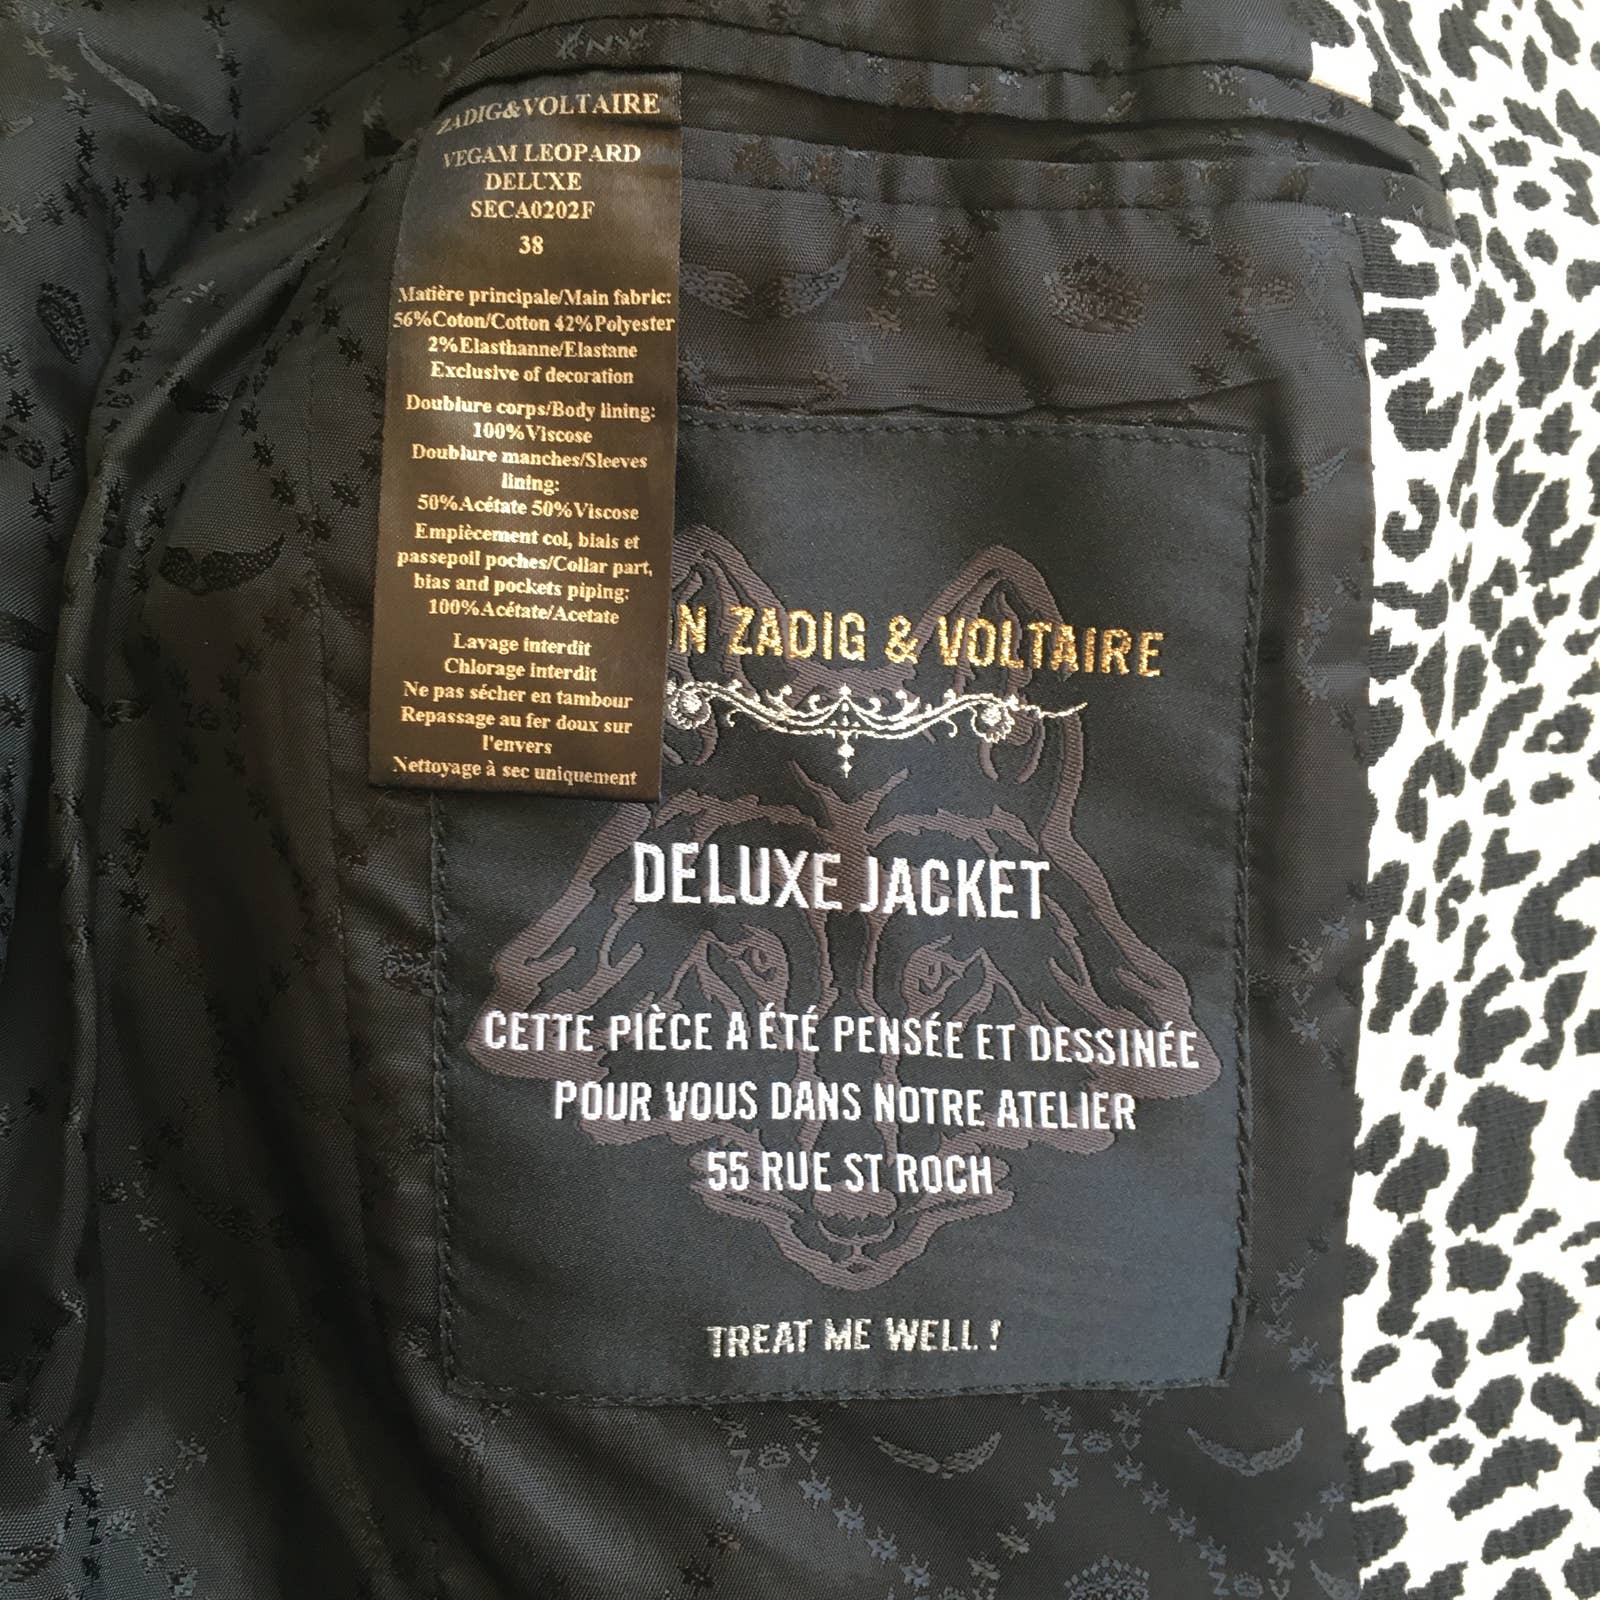 ZADIG&VOLTAIRE
VEGAM LEOPARD
DELUXE
SECA0202F
38
Matière principale/Main fabric:
56%Coton/Cotton 42%Polyester
2%Elasthanne/Elastane
Exclusive of decoration
Doublure corps/Body lining:
100%Viscose
Doublure manches/Sleeves
lining:
50%Acétate 50%Viscose
Empiècement col, biais et
passepoil poches/Collar part,
bias and pockets piping:
100%Acétate/Acetate
Lavage interdit
Chlorage interdit
Ne pas sécher en tambour
Repassage au fer doux sur
l'envers
Nettoyage à sec uniquement
ZADIG & VOLTAIRE
DELUXE JACKET
CETTE PIÈCE A ÉTÉ PENSÉE ET DESSINÉE
POUR VOUS DANS NOTRE ATELIER
55 RUE ST ROCH
TREAT ME WELL !
Z&V
Z&V